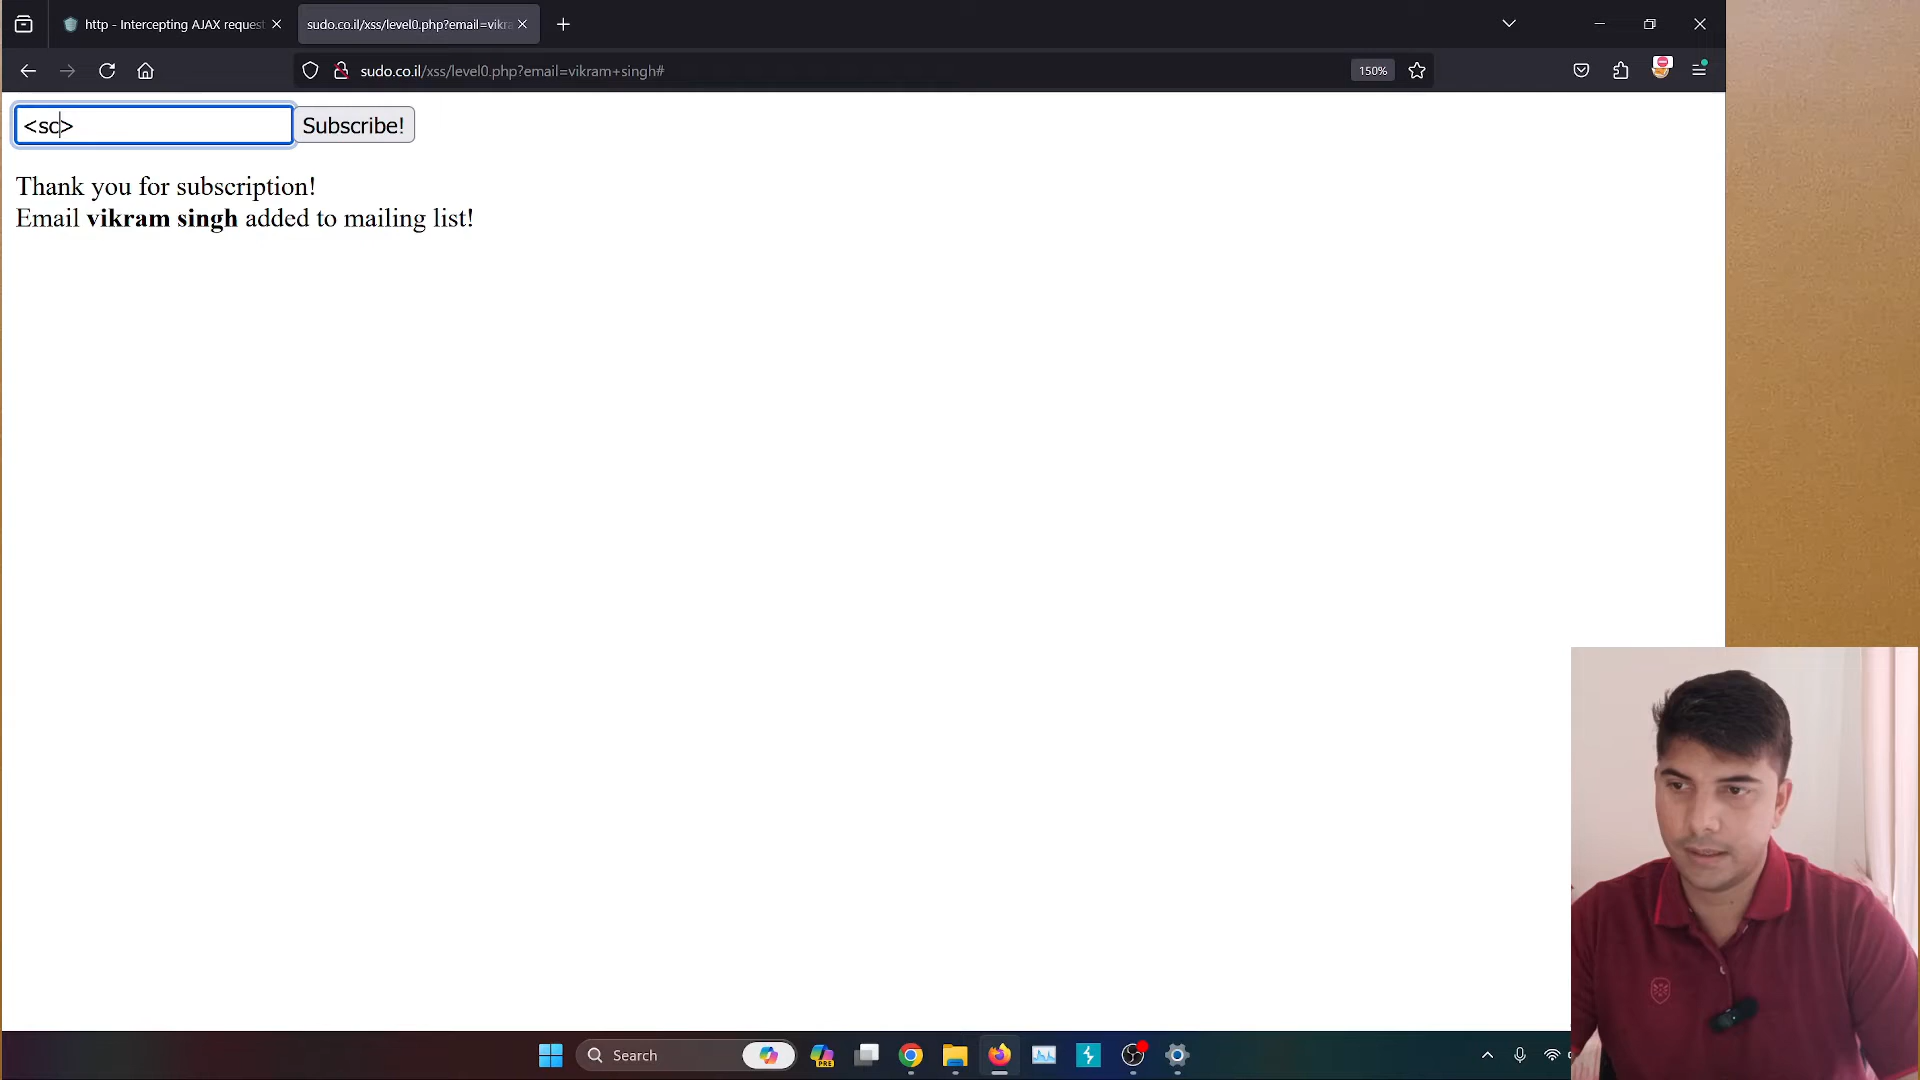 http - Intercepting AJAX request
sudo.co.il/xss/level0.php?email=vikra
sudo.co.il/xss/level0.php?email=vikram+singh#
150%
<sc>
Subscribe!
Thank you for subscription!
Email vikram singh added to mailing list!
Search
PRE